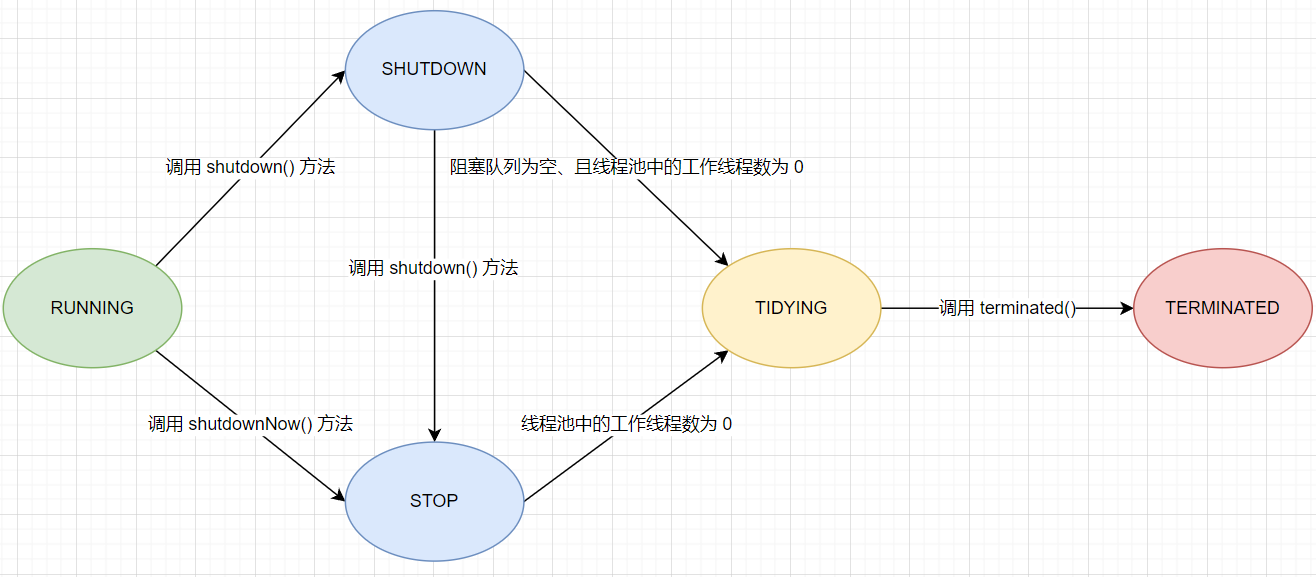 SHUTDOWN
调用 shutdown() 方法
阻塞队列为空、且线程池中的工作线程数为 0
调用 shutdown() 方法
RUNNING
TIDYING
调用 terminated()
TERMINATED
调用 shutdownNow() 方法
线程池中的工作线程数为 0
STOP